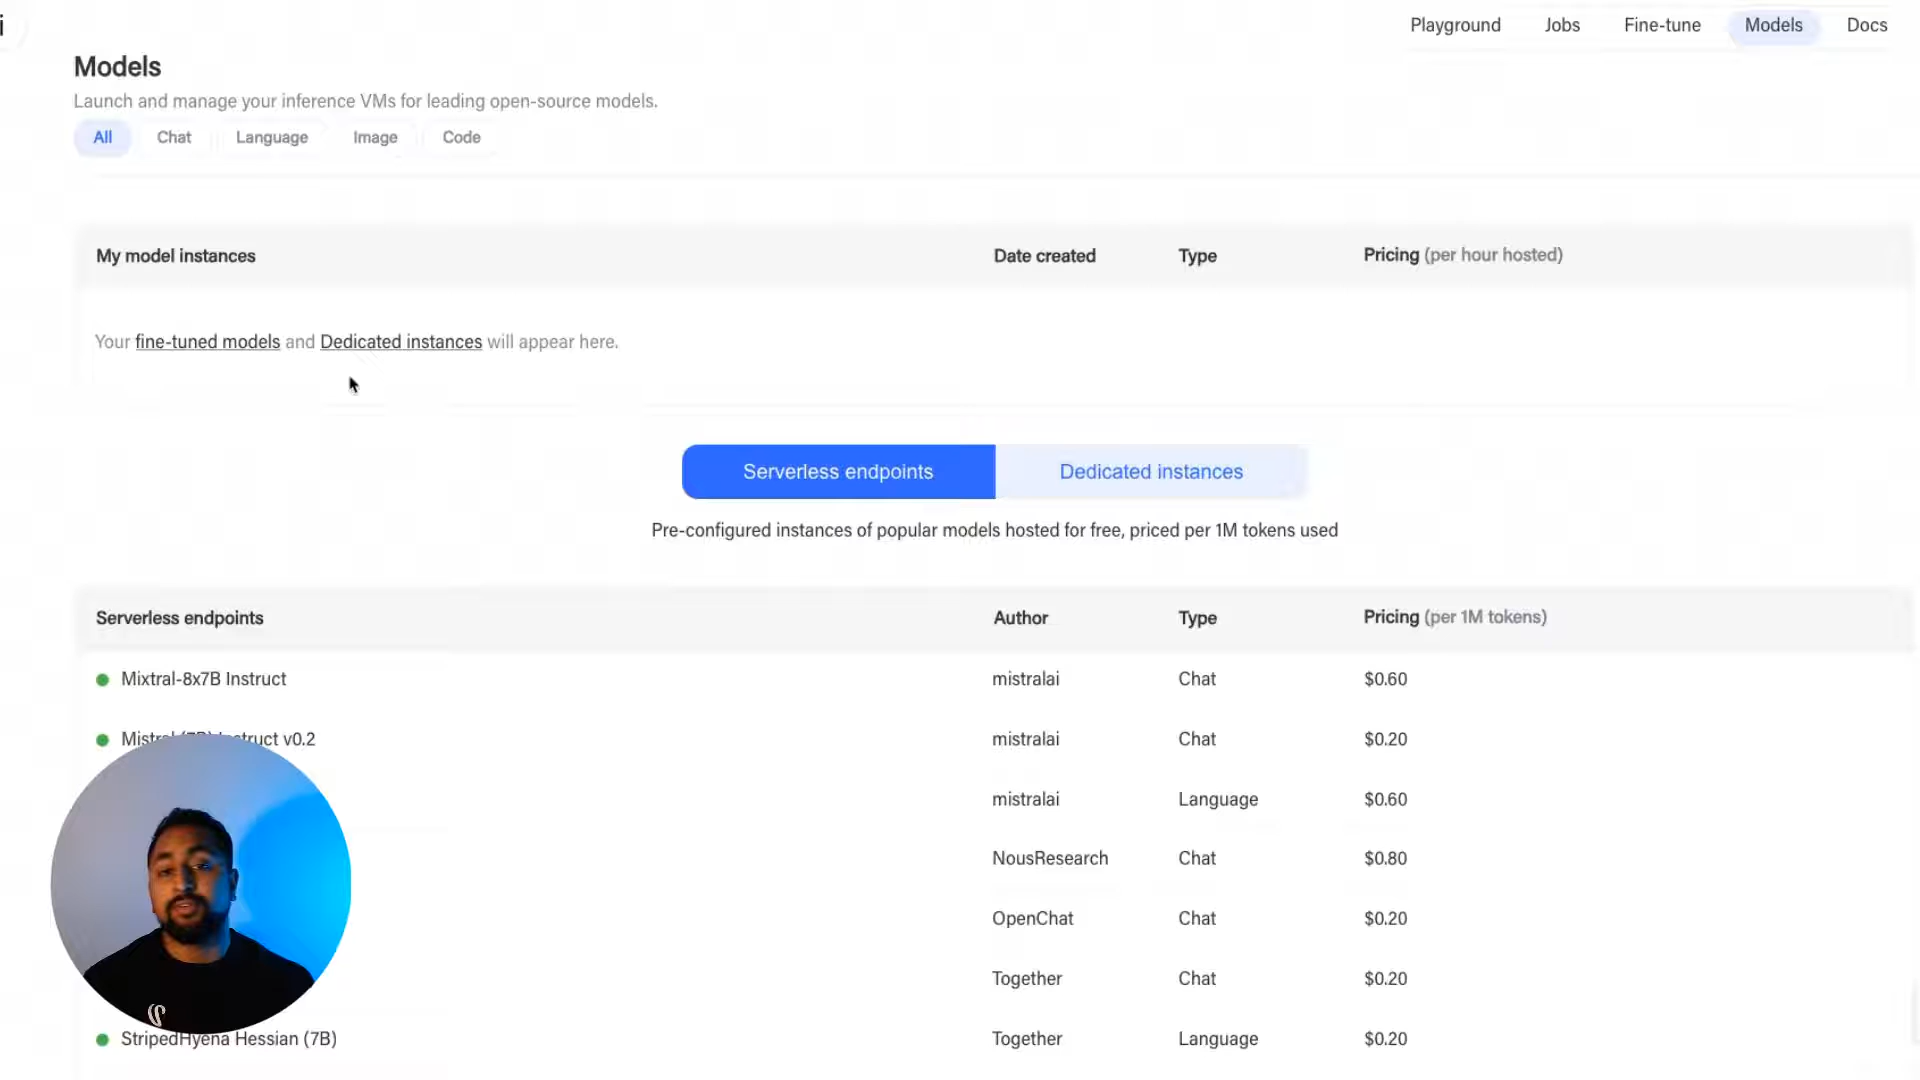 i
Playground Jobs Fine-tune Models Docs
Models
Launch and manage your inference VMs for leading open-source models.
All Chat Language Image Code
My model instances Date created Type Pricing (per hour hosted)
Your fine-tuned models and Dedicated instances will appear here.
Serverless endpoints Dedicated instances
Pre-configured instances of popular models hosted for free, priced per 1M tokens used
Serverless endpoints Author Type Pricing (per 1M tokens)
Mixtral-8x7B Instruct mistralai Chat $0.60
Mistral (7B) Instruct v0.2 mistralai Chat $0.20
mistralai Language $0.60
NousResearch Chat $0.80
OpenChat Chat $0.20
Together Chat $0.20
StripedHyena Hessian (7B) Together Language $0.20